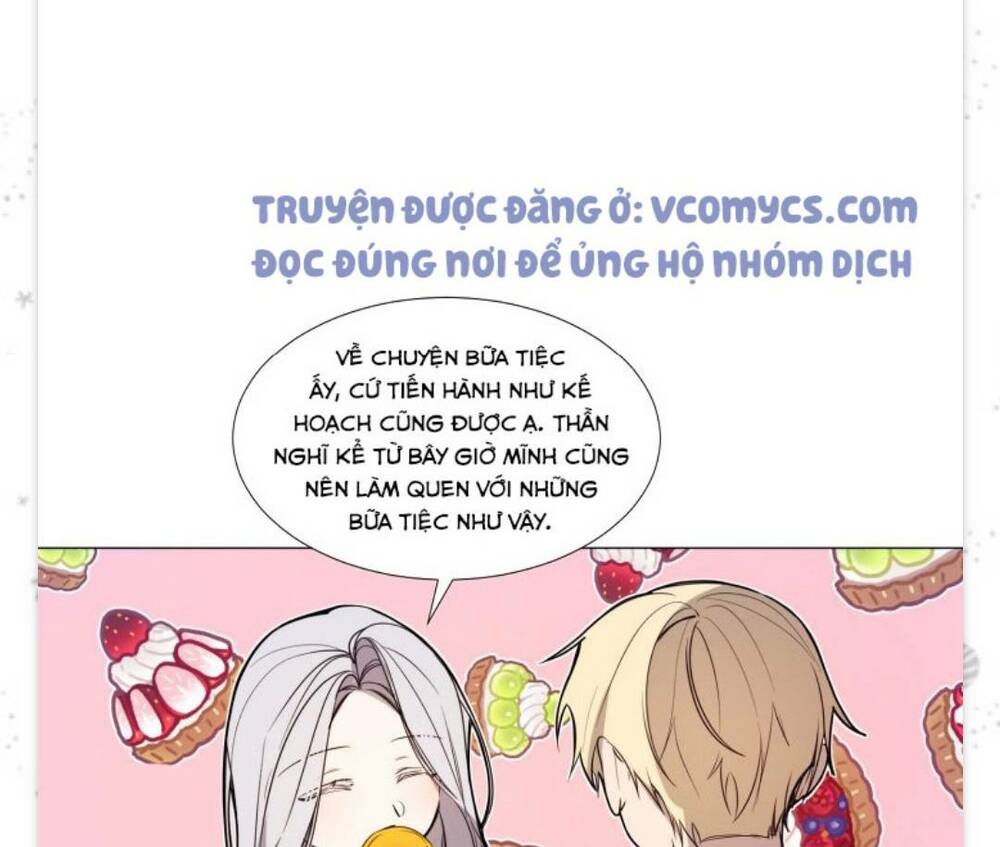 TRUYỆN ĐƯỢC ĐĂNG Ở: VCOMYCS.COM
ĐỌC ĐÚNG NƠI ĐỂ ỦNG HỘ NHÓM DỊCH
VỀ CHUYỆN BỮA TIỆC
ẤY, CỨ TIẾN HÀNH NHƯ KẾ
HOẠCH CŨNG ĐƯỢC Ạ. THẦN
NGHĨ KỂ TỪ BÂY GIỜ MĨNH CŨNG
NÊN LÀM QUEN VỚI NHỮNG
BỮA TIỆC NHƯ VẬY.